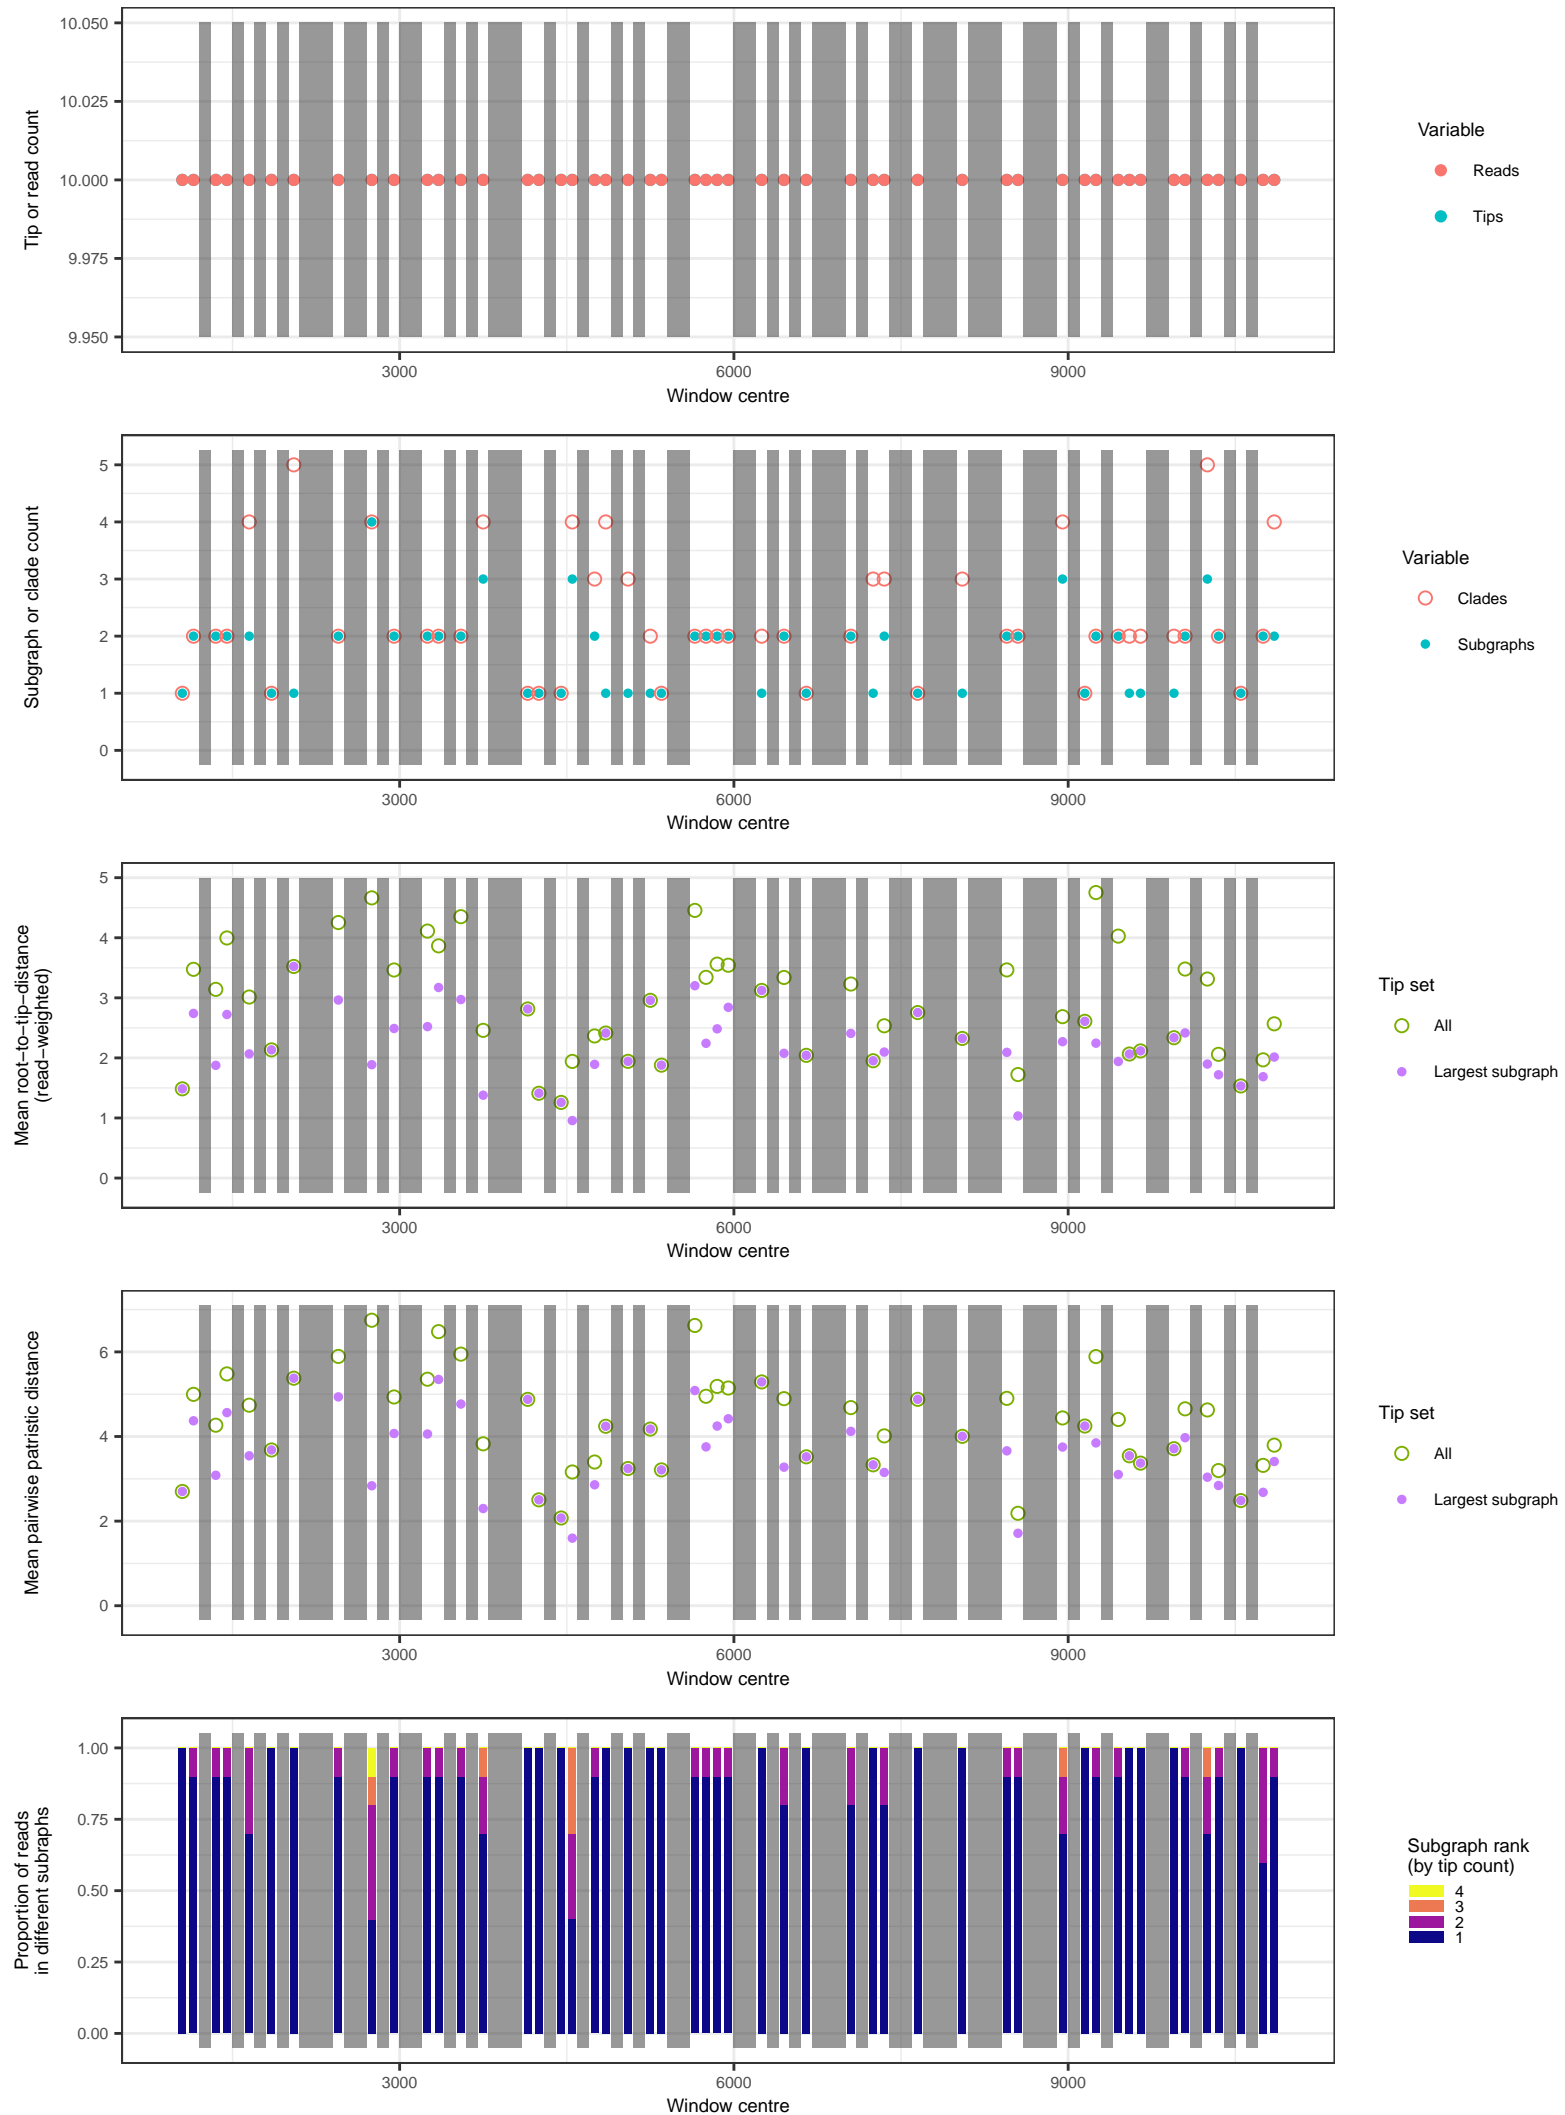 10.050
10.025
10.000
9.975
9.950
Tip or read count
3000
6000
9000
Window centre
Variable
Reads
Tips
5
4
3
2
1
0
Subgraph or clade count
3000
6000
9000
Window centre
Variable
Clades
Subgraphs
5
4
3
2
1
0
Mean root−to−tip−distance
(read−weighted)
3000
6000
9000
Window centre
Tip set
All
Largest subgraph
6
4
2
0
Mean pairwise patristic distance
3000
6000
9000
Window centre
Tip set
All
Largest subgraph
1.00
0.75
0.50
0.25
0.00
Proportion of reads
in different subraphs
3000
6000
9000
Window centre
Subgraph rank
(by tip count)
4
3
2
1